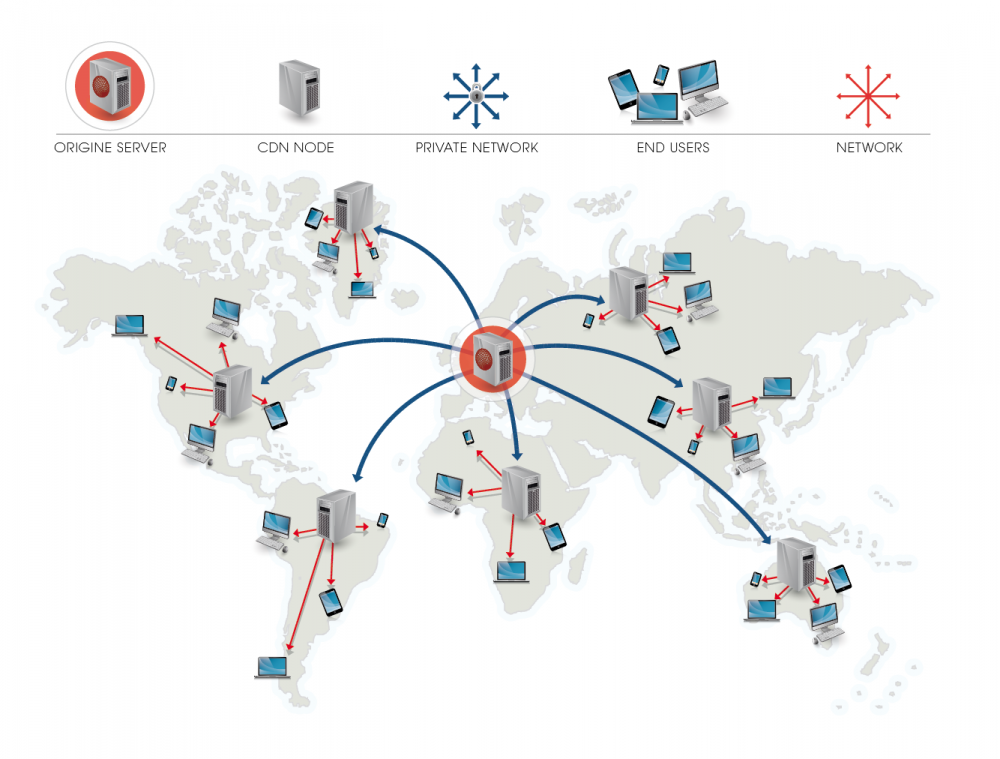 ORIGINE SERVER
CDN NODE
PRIVATE NETWORK
END USERS
NETWORK